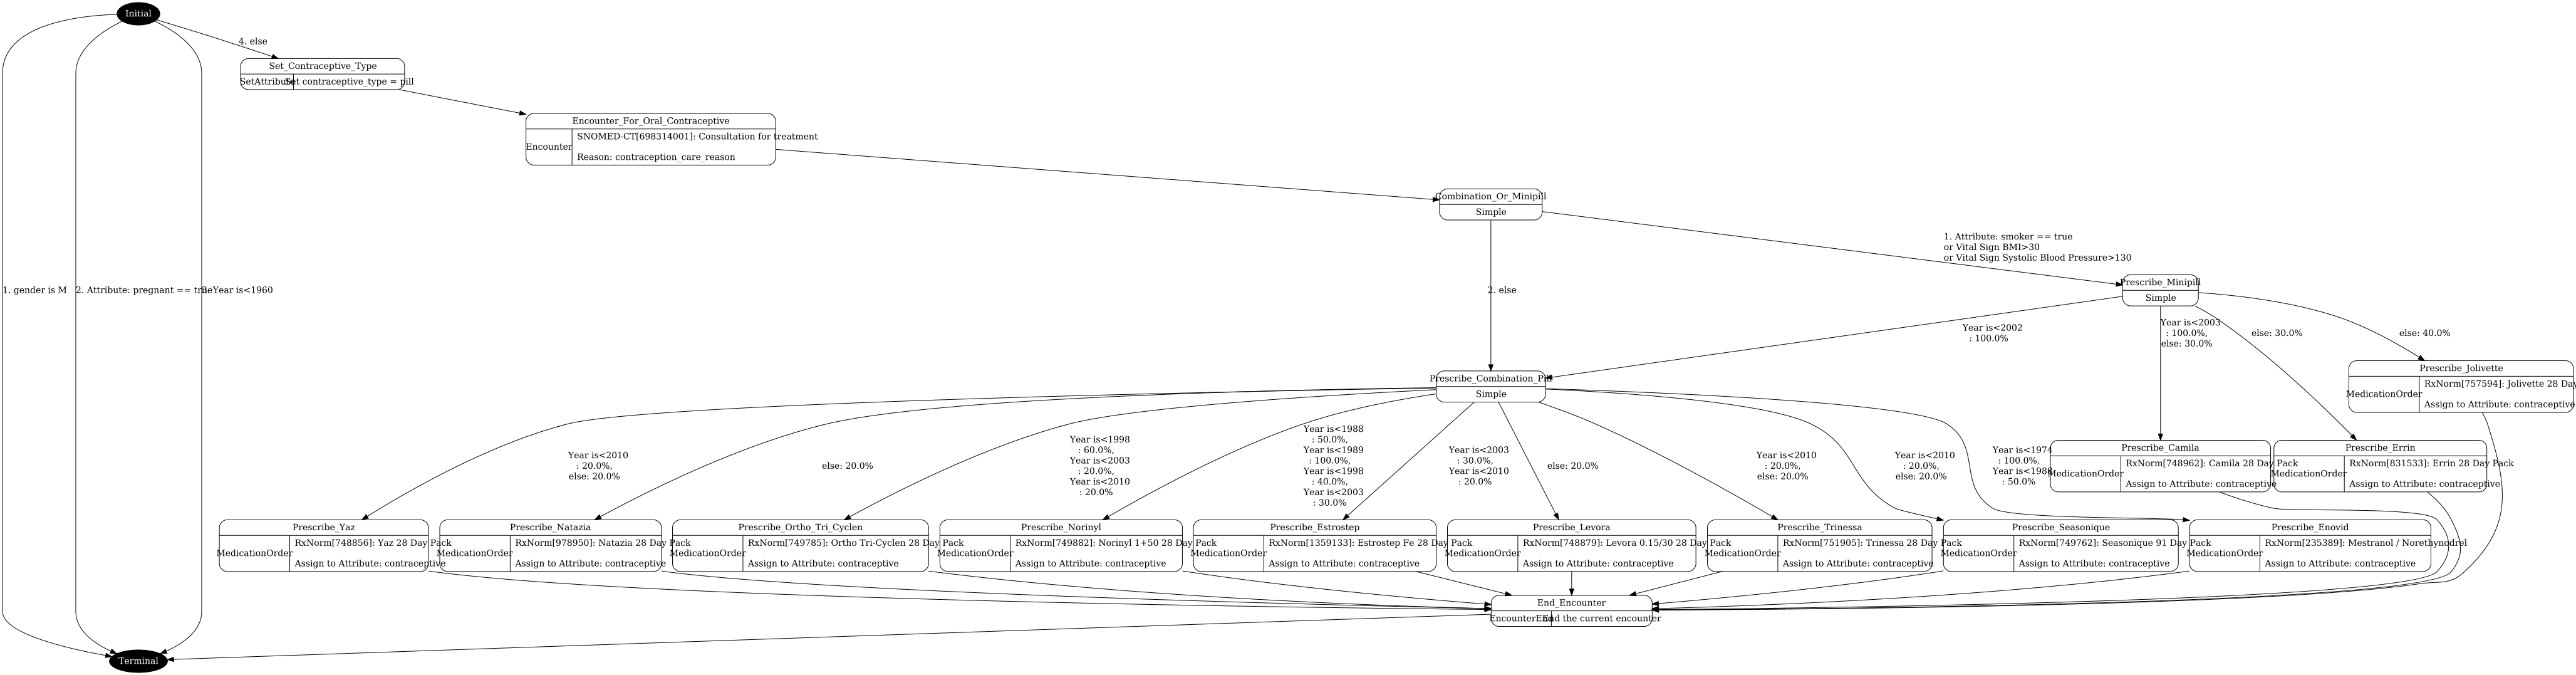 Initial
4. else
Set_Contraceptive_Type
SetAttribute Set contraceptive_type = pill
Encounter_For_Oral_Contraceptive
SNOMED-CT[698314001]: Consultation for treatment
Encounter
Reason: contraception_care_reason
Combination_Or_Minipill
Simple
1. Attribute: smoker == true
or Vital Sign BMI>30
or Vital Sign Systolic Blood Pressure>130
1. gender is M
2. Attribute: pregnant == true
3. Year is<1960
2. else
Prescribe_Minipill
Simple
Year is<2002
: 100.0%
Year is<2003
: 100.0%,
else: 30.0%
else: 30.0%
else: 40.0%
Prescribe_Jolivette
RxNorm[757594]: Jolivette 28 Day
MedicationOrder
Assign to Attribute: contraceptive
Prescribe_Combination_Pill
Simple
Year is<2010
: 20.0%,
else: 20.0%
else: 20.0%
Year is<1998
: 60.0%,
Year is<2003
: 20.0%,
Year is<2010
: 20.0%
Year is<1988
: 50.0%,
Year is<1989
: 100.0%,
Year is<1998
: 40.0%,
Year is<2003
: 30.0%
Year is<2003
: 30.0%,
Year is<2010
: 20.0%
else: 20.0%
Year is<2010
: 20.0%,
else: 20.0%
Year is<2010
: 20.0%,
else: 20.0%
Year is<1974
: 100.0%,
Year is<1988
: 50.0%
Prescribe_Camila
RxNorm[748962]: Camila 28 Day Pack
MedicationOrder
Assign to Attribute: contraceptive
Prescribe_Errin
RxNorm[831533]: Errin 28 Day Pack
MedicationOrder
Assign to Attribute: contraceptive
Prescribe_Yaz
RxNorm[748856]: Yaz 28 Day Pack
MedicationOrder
Assign to Attribute: contraceptive
Prescribe_Natazia
RxNorm[978950]: Natazia 28 Day Pack
MedicationOrder
Assign to Attribute: contraceptive
Prescribe_Ortho_Tri_Cyclen
RxNorm[749785]: Ortho Tri-Cyclen 28 Day Pack
MedicationOrder
Assign to Attribute: contraceptive
Prescribe_Norinyl
RxNorm[749882]: Norinyl 1+50 28 Day Pack
MedicationOrder
Assign to Attribute: contraceptive
Prescribe_Estrostep
RxNorm[1359133]: Estrostep Fe 28 Day Pack
MedicationOrder
Assign to Attribute: contraceptive
Prescribe_Levora
RxNorm[748879]: Levora 0.15/30 28 Day Pack
MedicationOrder
Assign to Attribute: contraceptive
Prescribe_Trinessa
RxNorm[751905]: Trinessa 28 Day Pack
MedicationOrder
Assign to Attribute: contraceptive
Prescribe_Seasonique
RxNorm[749762]: Seasonique 91 Day Pack
MedicationOrder
Assign to Attribute: contraceptive
Prescribe_Enovid
RxNorm[235389]: Mestranol / Norethynodrel
MedicationOrder
Assign to Attribute: contraceptive
End_Encounter
EncounterEnd End the current encounter
Terminal